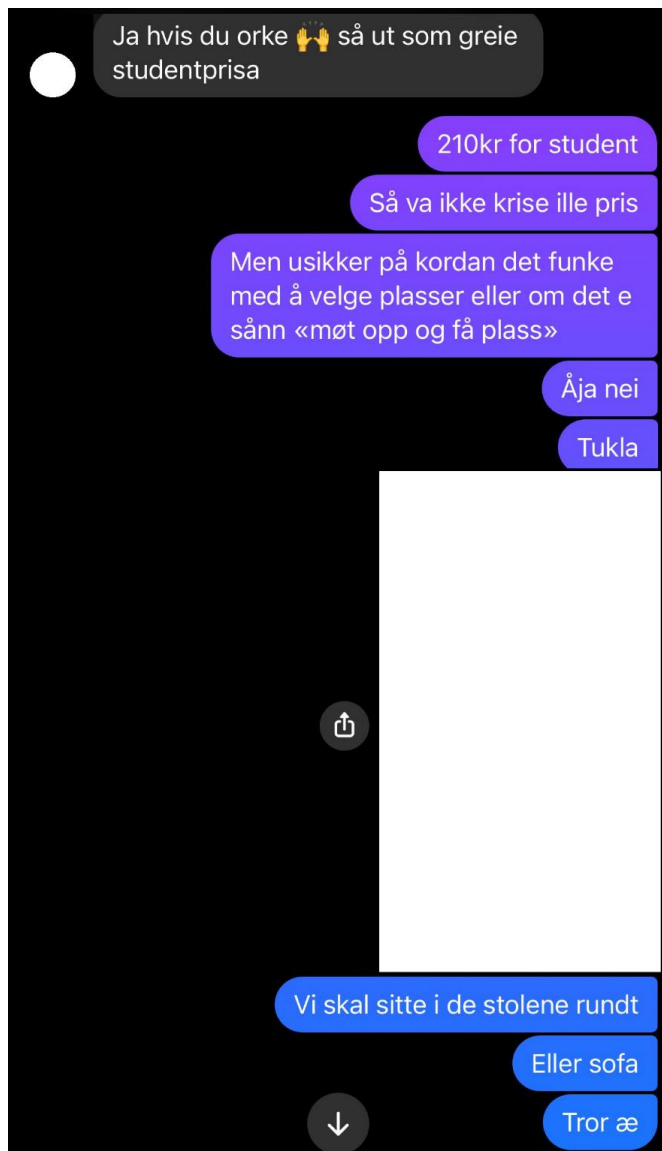 Ja hvis du orke 🙌 så ut som greie
studentprisa
210kr for student
Så va ikke krise ille pris
Men usikker på kordan det funke
med å velge plasser eller om det e
sånn «møt opp og få plass»
Åja nei
Tukla
Vi skal sitte i de stolene rundt
Eller sofa
Tror æ